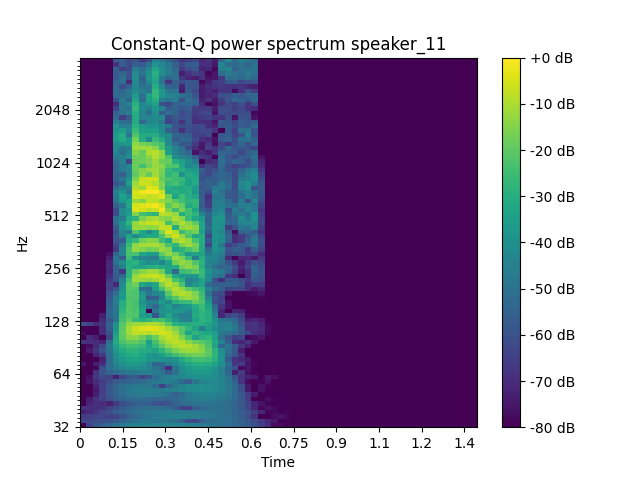 Constant-Q power spectrum speaker_11
Hz
2048
1024
512
256
128
64
32
0 0.15 0.3 0.45 0.6 0.75 0.9 1.1 1.2 1.4
Time
+0 dB
-10 dB
-20 dB
-30 dB
-40 dB
-50 dB
-60 dB
-70 dB
-80 dB